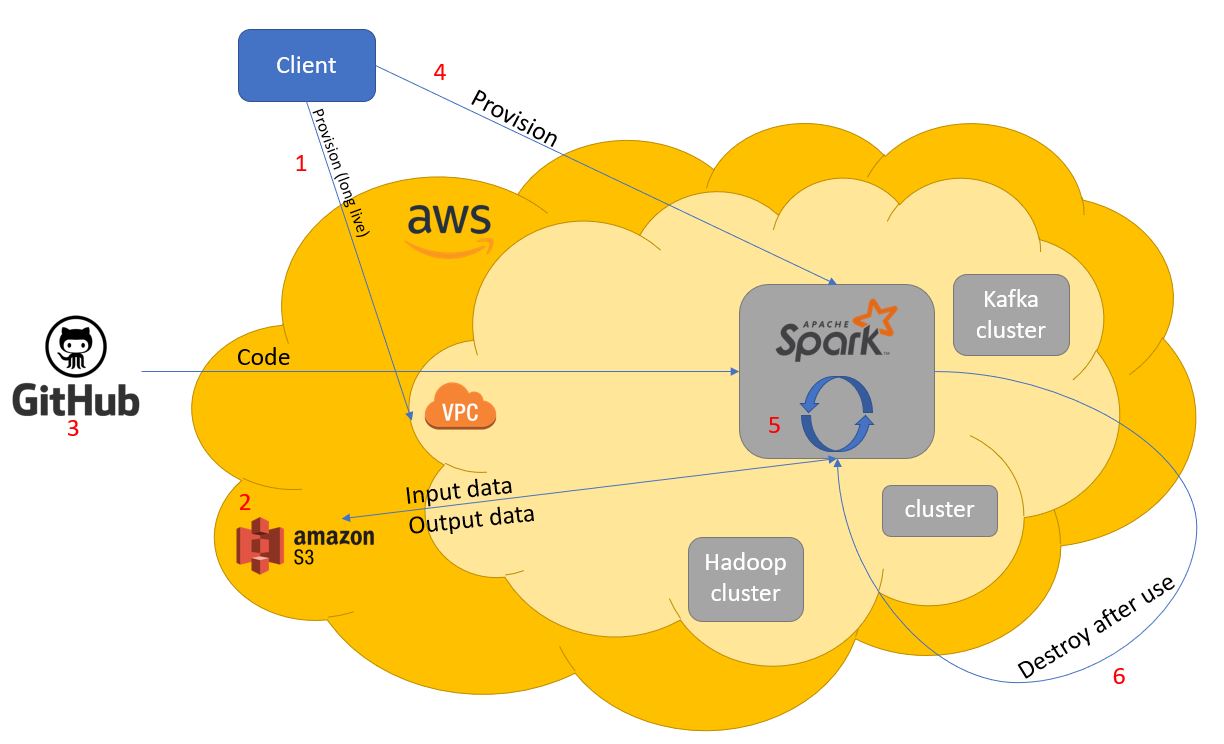 Client
4
Provision
1
Provision (long live)
aws
Kafka
cluster
APACHE
Spark™
GitHub
3
Code
VPC
5
2
amazon
S3
Input data
Output data
cluster
Hadoop
cluster
Destroy after use
6